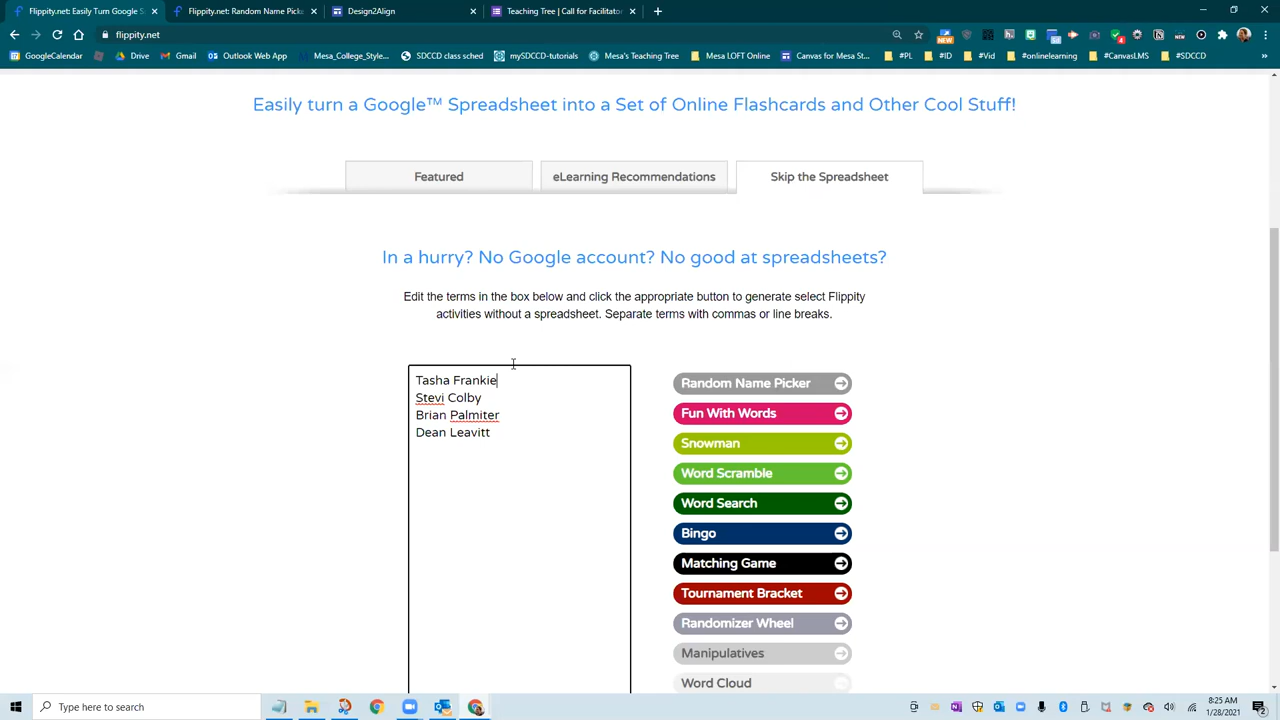 Flippity.net: Easily Turn Google S
Flippity.net: Random Name Picke
Design2Align
Teaching Tree | Call for Facilitator
flippity.net
NEW
4
NEW
GoogleCalendar
Drive
Gmail
Outlook Web App
Mesa_College_Style...
SDCCD class sched
mySDCCD-tutorials
Mesa's Teaching Tree
Mesa LOFT Online
Canvas for Mesa St...
#PL
#ID
#Vid
#onlinelearning
#CanvasLMS
#SDCCD
»
Easily turn a Google™ Spreadsheet into a Set of Online Flashcards and Other Cool Stuff!
Featured
eLearning Recommendations
Skip the Spreadsheet
In a hurry? No Google account? No good at spreadsheets?
Edit the terms in the box below and click the appropriate button to generate select Flippity
activities without a spreadsheet. Separate terms with commas or line breaks.
Tasha Frankie
Stevi Colby
Brian Palmiter
Dean Leavitt
Random Name Picker
Fun With Words
Snowman
Word Scramble
Word Search
Bingo
Matching Game
Tournament Bracket
Randomizer Wheel
Manipulatives
Word Cloud
Type here to search
8:25 AM
1/28/2021